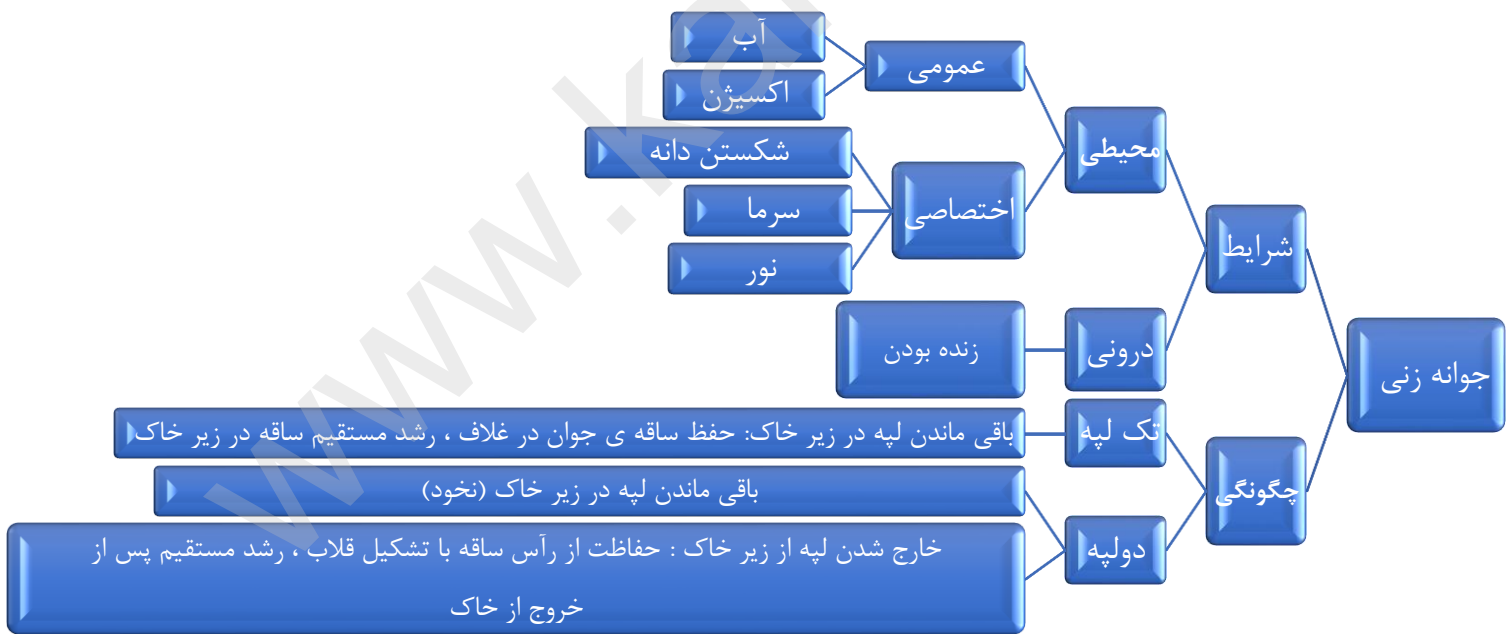 جوانه زنی
شرایط
محیطی
عمومی
آب
اکسیژن
اختصاصی
شکستن دانه
سرما
نور
درونی
زنده بودن
چگونگی
تک لپه
باقی ماندن لپه در زیر خاک: حفظ ساقه ی جوان در غلاف ، رشد مستقیم ساقه در زیر خاک
دولپه
باقی ماندن لپه در زیر خاک (نخود)
خارج شدن لپه از زیر خاک : حفاظت از رآس ساقه با تشکیل قلاب ، رشد مستقیم پس از
خروج از خاک
www.ka